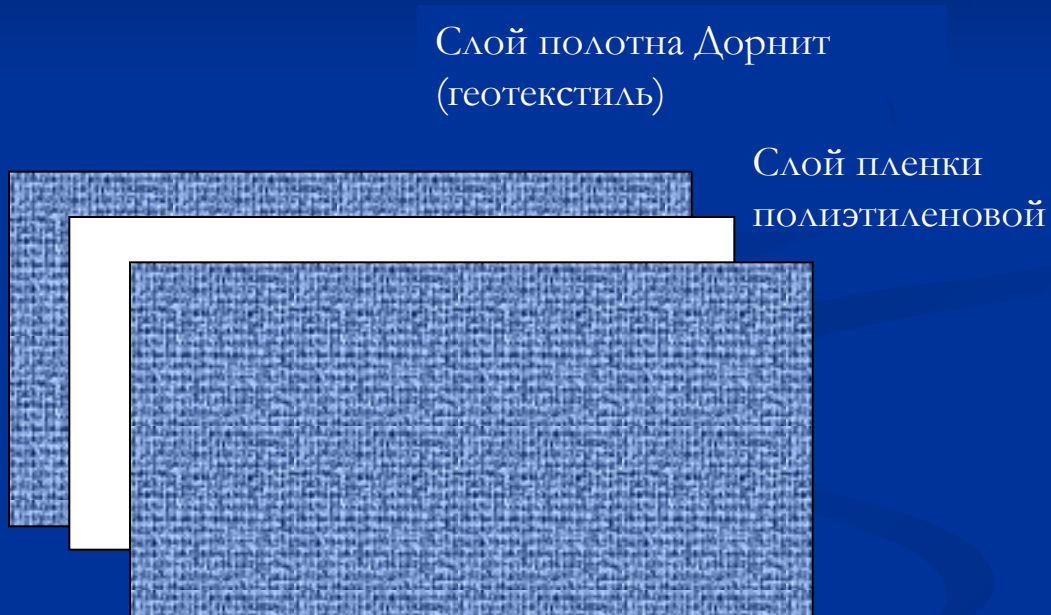 Слой полотна Дорнит
(геотекстиль)
Слой пленки
полиэтиленовой